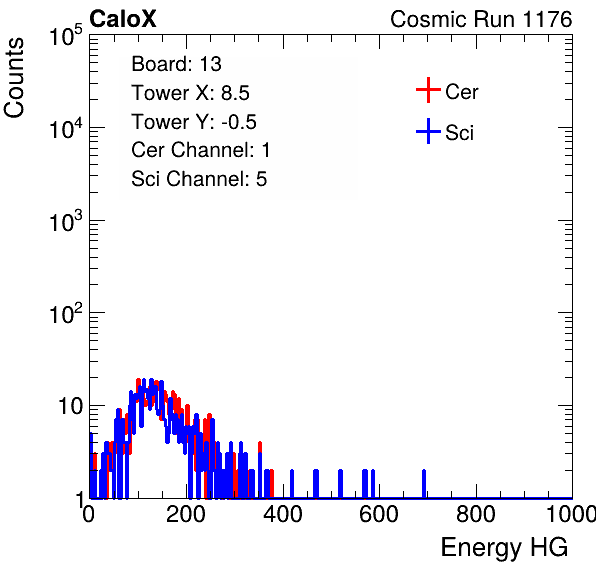 CaloX Cosmic Run 1176
Counts
10^5
10^4
10^3
10^2
10
1
Board: 13
Tower X: 8.5
Tower Y: -0.5
Cer Channel: 1
Sci Channel: 5
Cer
Sci
0 200 400 600 800 1000
Energy HG